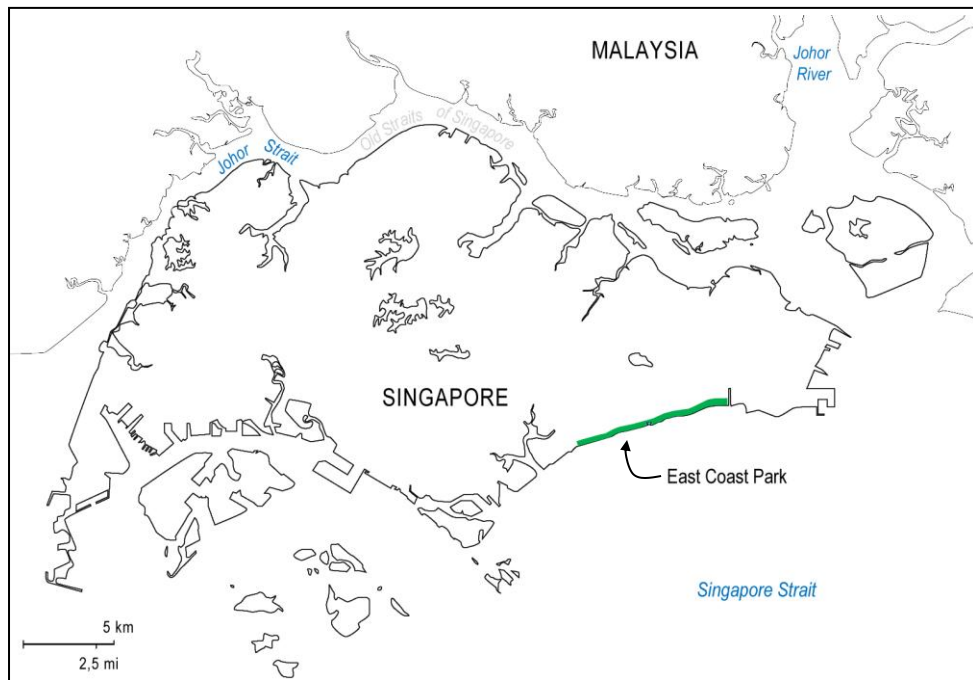 MALAYSIA
Johor
River
Old Straits of Singapore
Johor Strait
SINGAPORE
East Coast Park
Singapore Strait
5 km
2,5 mi